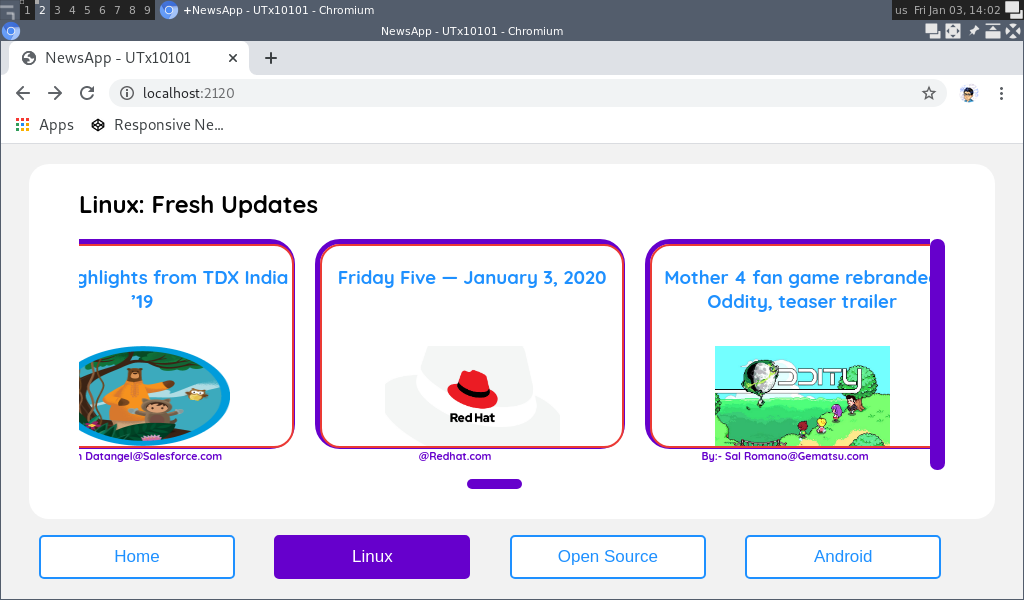 1 2 3 4 5 6 7 8 9 +NewsApp - UTx10101 - Chromium us Fri Jan 03, 14:02
NewsApp - UTx10101 - Chromium
NewsApp - UTx10101
localhost:2120
Apps Responsive Ne...
Linux: Fresh Updates
ghlights from TDX India
’19
Friday Five — January 3, 2020
Mother 4 fan game rebranded
Oddity, teaser trailer
Red Hat
ODDITY
n Datangel@Salesforce.com
@Redhat.com
By:- Sal Romano@Gematsu.com
Home Linux Open Source Android